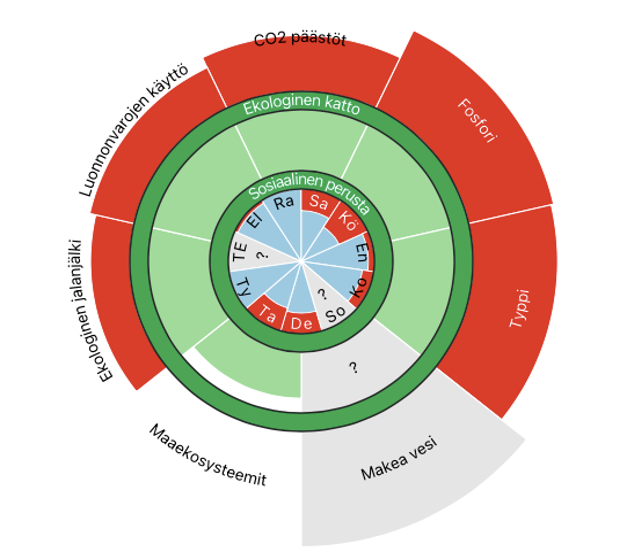 CO2 päästöt
Luonnonvarojen käyttö
Fosfori
Ekologinen katto
Sosiaalinen perusta
Ra
Sa
El
Kö
TE
?
En
Ty
Ko
?
Ta
De
So
Ekologinen jalanjälki
Typpi
?
Maaekosysteemit
Makea vesi